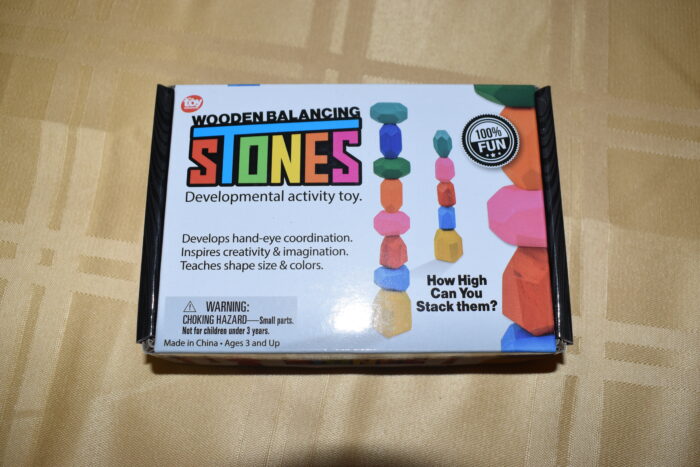 toy
WOODEN BALANCING
STONES
Developmental activity toy.
100%
FUN
Develops hand-eye coordination.
Inspires creativity & imagination.
Teaches shape size & colors.
How High
Can You
Stack them?
⚠ WARNING:
CHOKING HAZARD—Small parts.
Not for children under 3 years.
Made in China • Ages 3 and Up